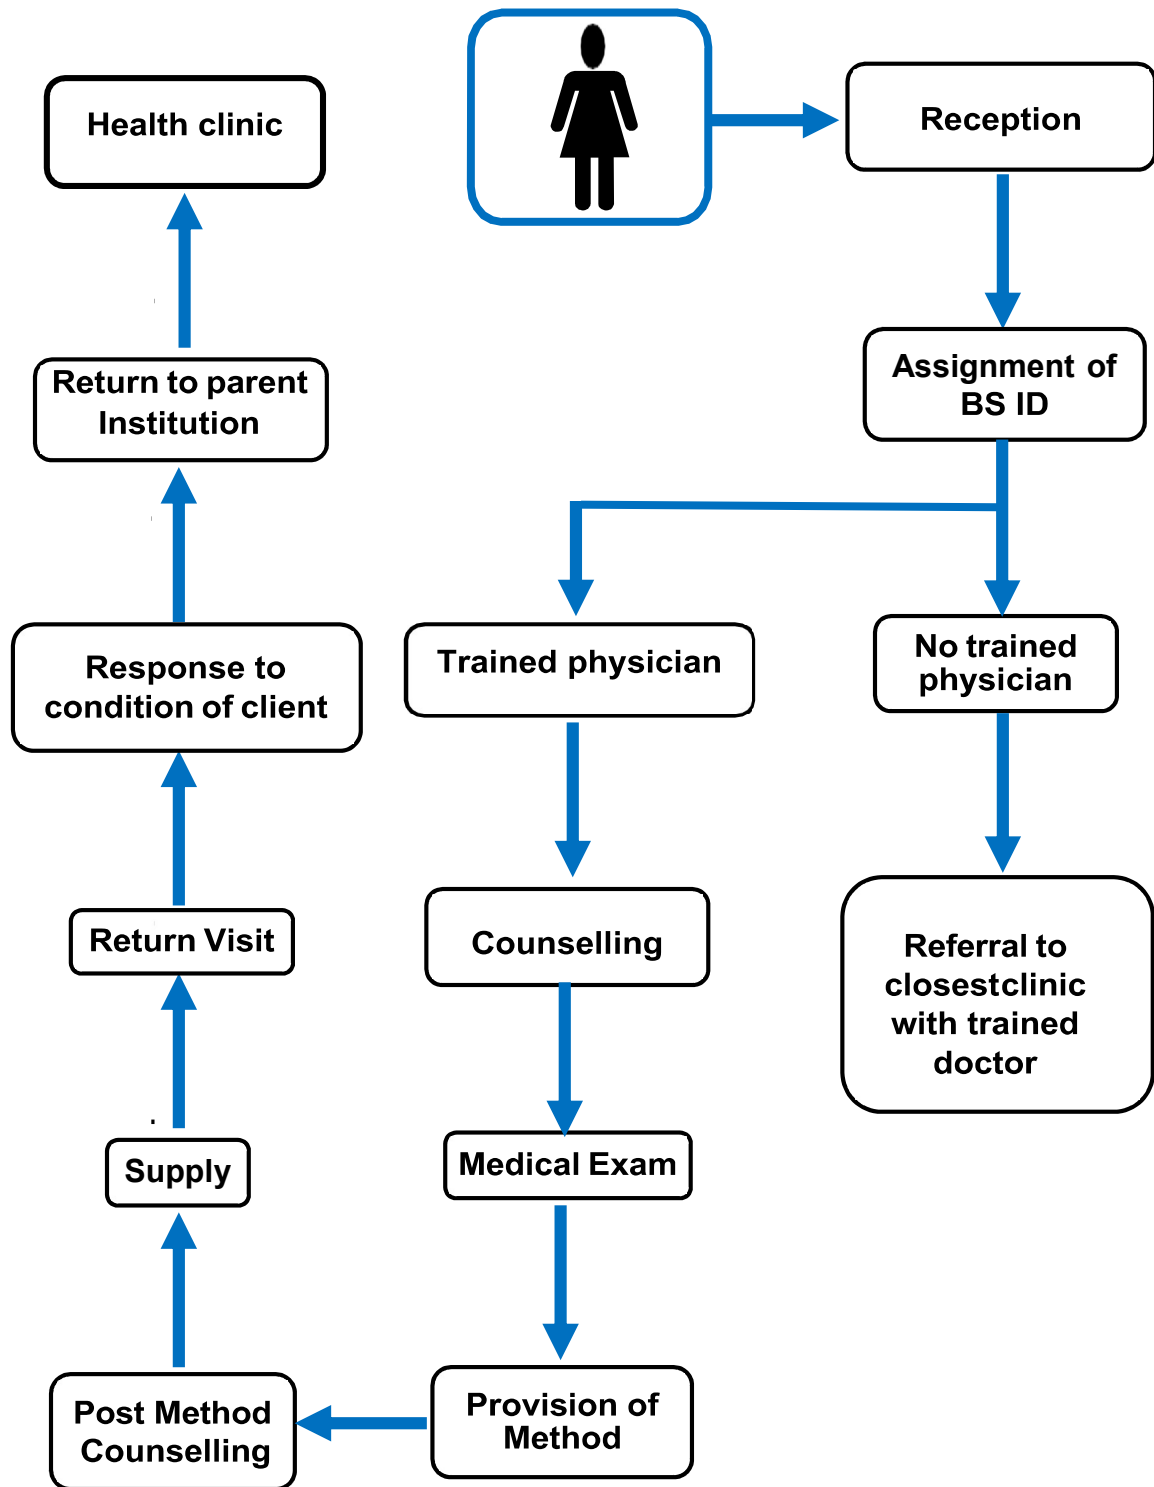 Health clinic
Reception
Return to parent
Institution
Assignment of
BS ID
Response to
condition of client
Trained physician
No trained
physician
Return Visit
Counselling
Referral to
closestclinic
with trained
doctor
Supply
Medical Exam
Post Method
Counselling
Provision of
Method